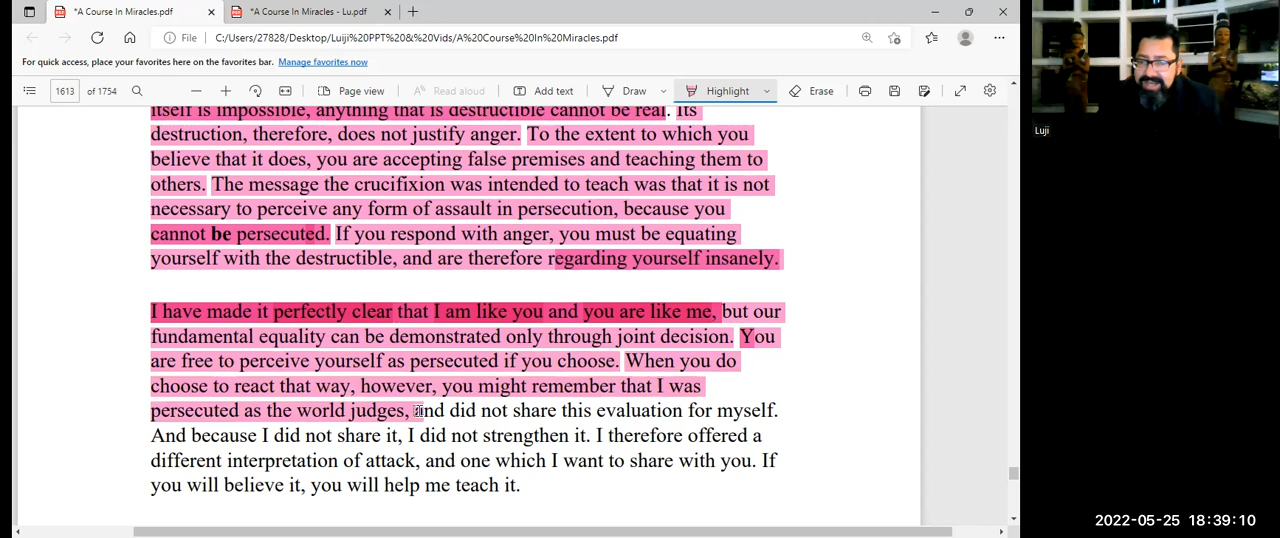 *A Course In Miracles.pdf
*A Course In Miracles - Lu.pdf
File
C:/Users/27828/Desktop/Luiji%20PPT%20&%20Vids/A%20Course%20In%20Miracles.pdf
For quick access, place your favorites here on the favorites bar. Manage favorites now
1613 of 1754
Page view
Read aloud
Add text
Draw
Highlight
Erase
itself is impossible, anything that is destructible cannot be real. Its
destruction, therefore, does not justify anger. To the extent to which you
believe that it does, you are accepting false premises and teaching them to
others. The message the crucifixion was intended to teach was that it is not
necessary to perceive any form of assault in persecution, because you
cannot be persecuted. If you respond with anger, you must be equating
yourself with the destructible, and are therefore regarding yourself insanely.
I have made it perfectly clear that I am like you and you are like me, but our
fundamental equality can be demonstrated only through joint decision. You
are free to perceive yourself as persecuted if you choose. When you do
choose to react that way, however, you might remember that I was
persecuted as the world judges, and did not share this evaluation for myself.
And because I did not share it, I did not strengthen it. I therefore offered a
different interpretation of attack, and one which I want to share with you. If
you will believe it, you will help me teach it.
Luji
2022-05-25 18:39:10